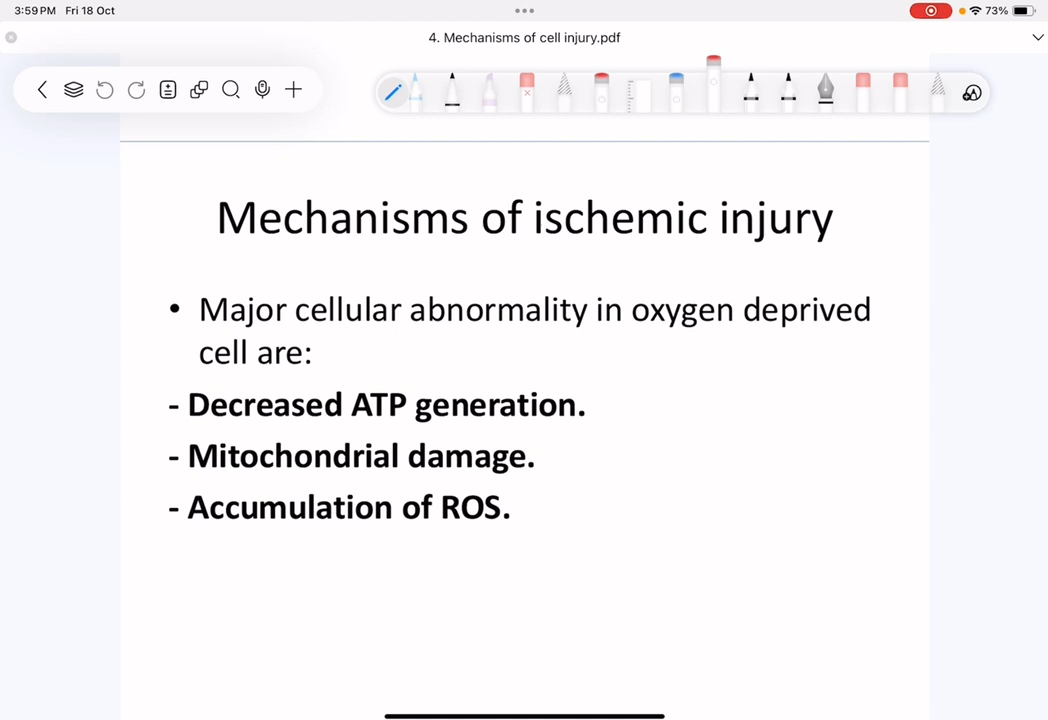 3:59 PM Fri 18 Oct
73%
4. Mechanisms of cell injury.pdf
Mechanisms of ischemic injury
• Major cellular abnormality in oxygen deprived
cell are:
- Decreased ATP generation.
- Mitochondrial damage.
- Accumulation of ROS.